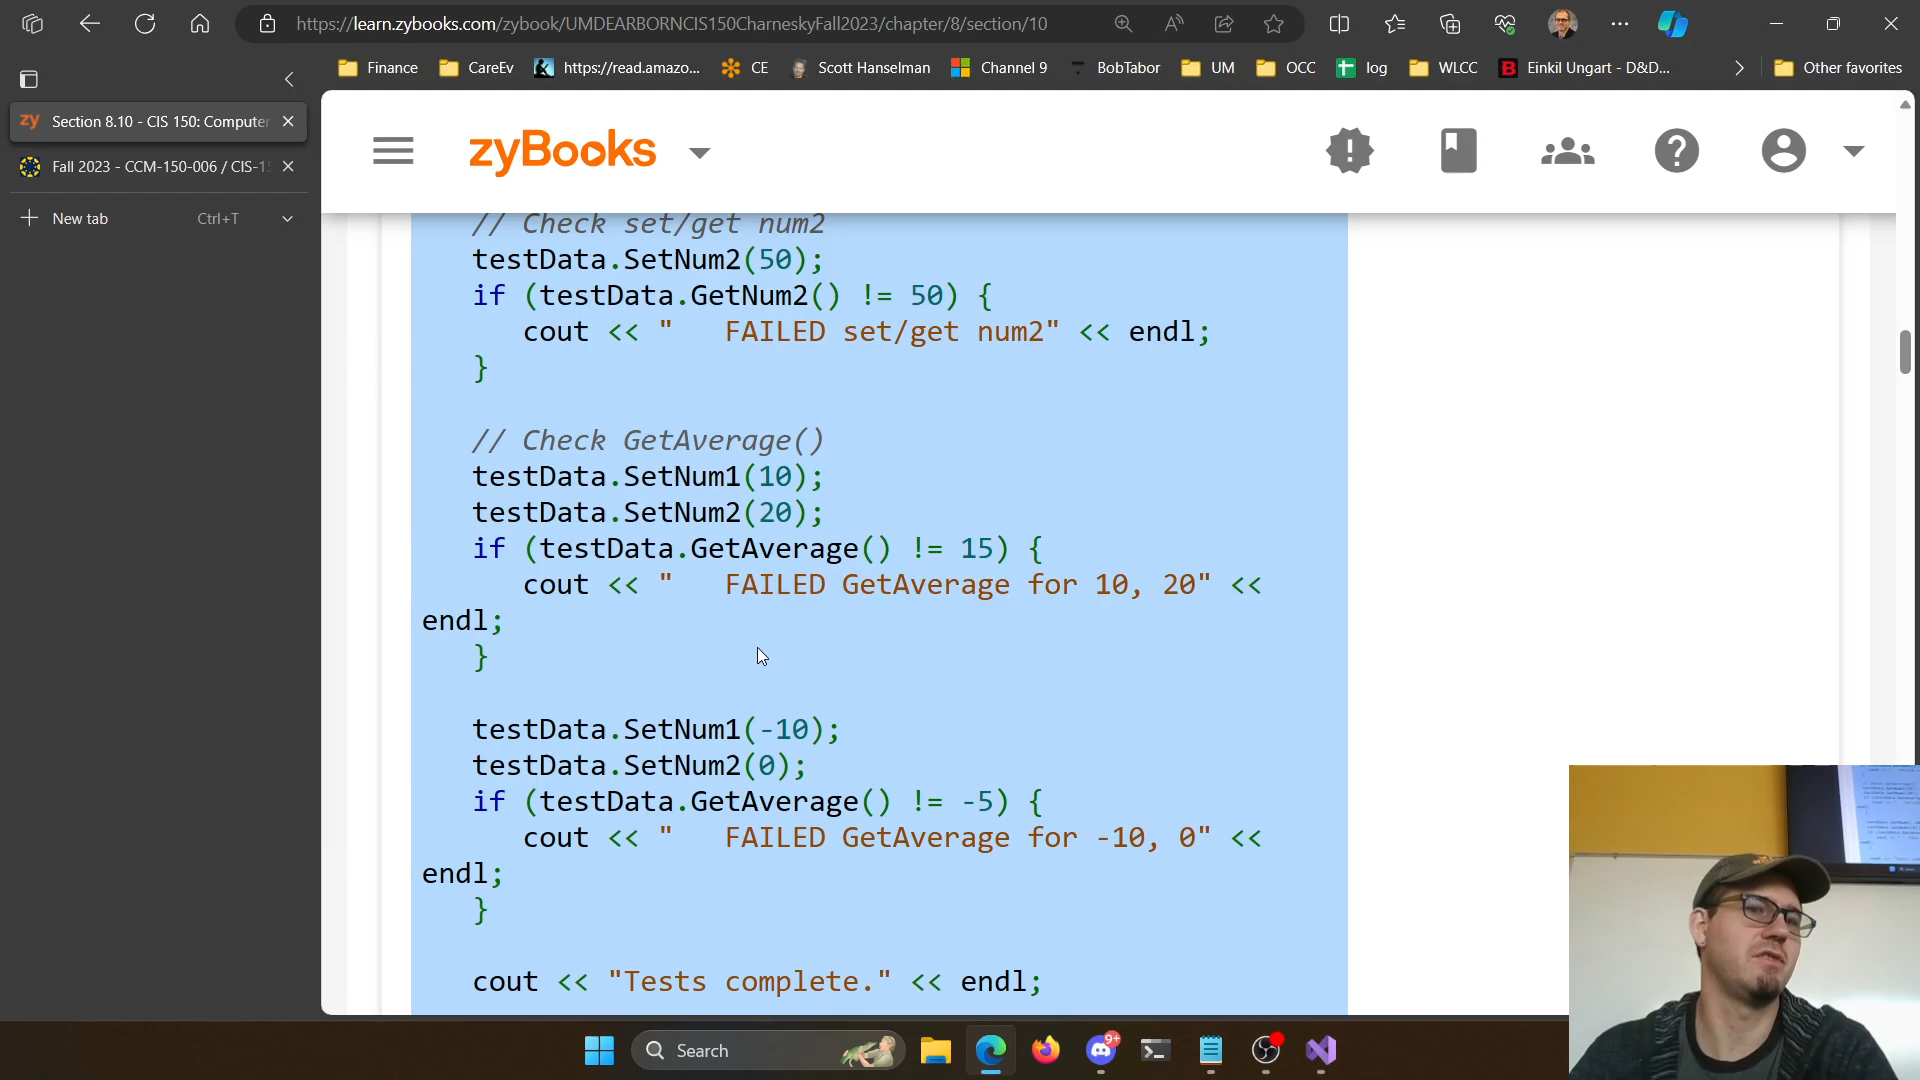 https://learn.zybooks.com/zybook/UMDEARBORNCIS150CharneskyFall2023/chapter/8/section/10
Finance
CareEv
https://read.amazo...
CE
Scott Hanselman
Channel 9
BobTabor
UM
OCC
log
WLCC
Einkil Ungart - D&D...
Other favorites
zy Section 8.10 - CIS 150: Computer
Fall 2023 - CCM-150-006 / CIS-15
New tab Ctrl+T
zyBooks
// Check set/get num2
testData.SetNum2(50);
if (testData.GetNum2() != 50) {
cout << "   FAILED set/get num2" << endl;
}
// Check GetAverage()
testData.SetNum1(10);
testData.SetNum2(20);
if (testData.GetAverage() != 15) {
cout << "   FAILED GetAverage for 10, 20" <<
endl;
}
testData.SetNum1(-10);
testData.SetNum2(0);
if (testData.GetAverage() != -5) {
cout << "   FAILED GetAverage for -10, 0" <<
endl;
}
cout << "Tests complete." << endl;
Search
9+